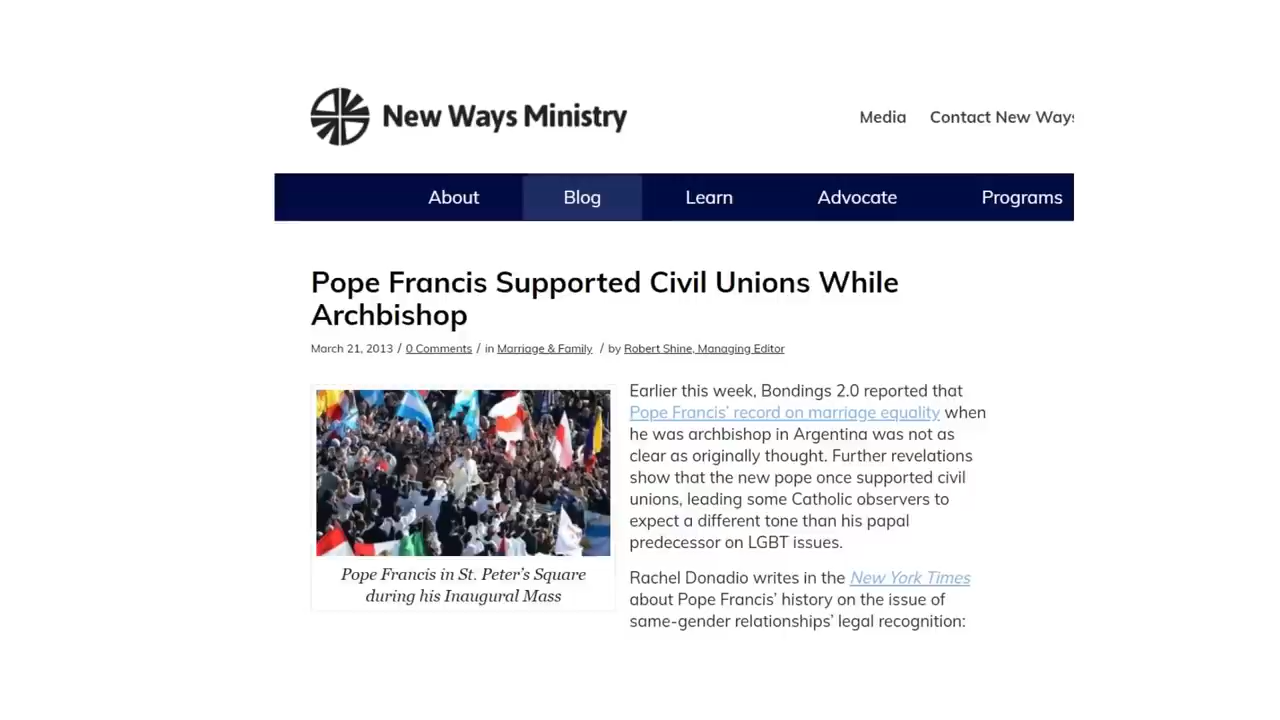 New Ways Ministry
Media
Contact New Ways
About
Blog
Learn
Advocate
Programs
Pope Francis Supported Civil Unions While
Archbishop
March 21, 2013 / 0 Comments / in Marriage & Family / by Robert Shine, Managing Editor
Pope Francis in St. Peter’s Square
during his Inaugural Mass
Earlier this week, Bondings 2.0 reported that
Pope Francis’ record on marriage equality when
he was archbishop in Argentina was not as
clear as originally thought. Further revelations
show that the new pope once supported civil
unions, leading some Catholic observers to
expect a different tone than his papal
predecessor on LGBT issues.
Rachel Donadio writes in the New York Times
about Pope Francis’ history on the issue of
same-gender relationships’ legal recognition: